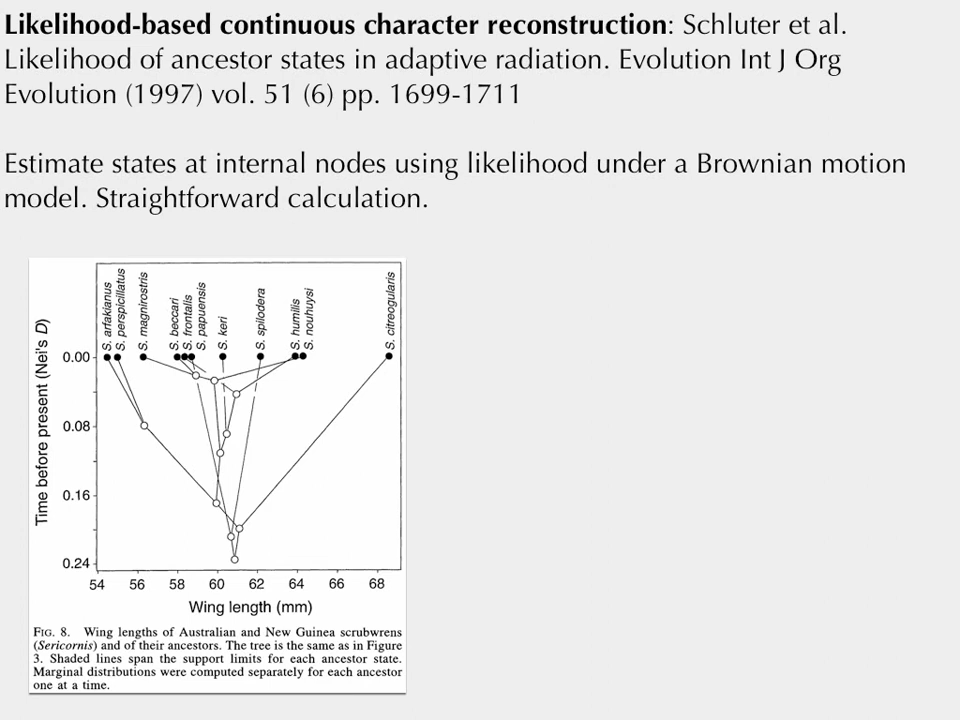 Likelihood-based continuous character reconstruction: Schluter et al.
Likelihood of ancestor states in adaptive radiation. Evolution Int J Org
Evolution (1997) vol. 51 (6) pp. 1699-1711
Estimate states at internal nodes using likelihood under a Brownian motion
model. Straightforward calculation.
S. arfakianus
S. perspicillatus
S. magnirostris
S. beccari
S. frontalis
S. papuensis
S. keri
S. spilodera
S. humilis
S. nouhuysi
S. citreogularis
Time before present (Nei's D)
0.00
0.08
0.16
0.24
54 56 58 60 62 64 66 68
Wing length (mm)
FIG. 8. Wing lengths of Australian and New Guinea scrubwrens
(Sericornis) and of their ancestors. The tree is the same as in Figure
3. Shaded lines span the support limits for each ancestor state.
Marginal distributions were computed separately for each ancestor
one at a time.